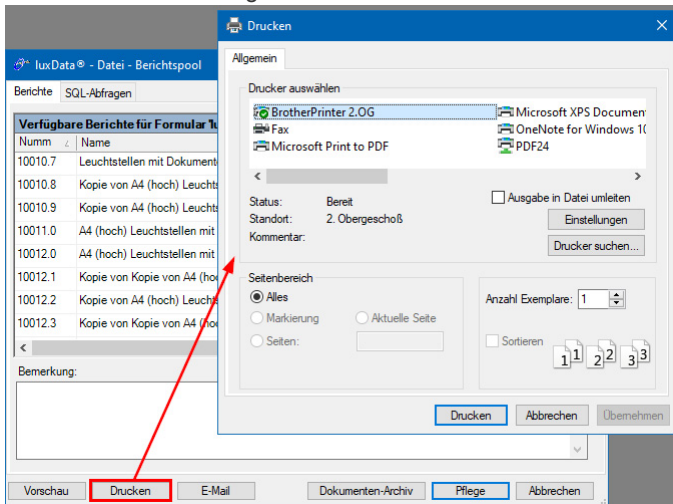 Drucken
luxData® - Datei - Berichtspool
Berichte SQL-Abfragen
Verfügbare Berichte für Formular
Numm Name
10010.7 Leuchtstellen mit
10010.8 Kopie von A4 (hoch)
10010.9 Kopie von A4 (hoch)
10011.0 A4 (hoch) Leuchtstellen mit
10012.0 A4 (hoch) Leuchtstellen mit
10012.1 Kopie von Kopie von A4
10012.2 Kopie von A4 (hoch)
10012.3 Kopie von Kopie von A4
Bemerkung:
Vorschau Drucken E-Mail Dokumenten-Archiv Pflege Abbrechen
Allgemein
Drucker auswählen
BrotherPrinter 2.OG
Fax
Microsoft Print to PDF
Microsoft XPS Documen
OneNote for Windows 10
PDF24
Status: Bereit
Standort: 2. Obergeschoß
Kommentar:
Ausgabe in Datei umleiten
Einstellungen
Drucker suchen...
Seitenbereich
Alles
Markierung Aktuelle Seite
Seiten:
Anzahl Exemplare: 1
Sortieren
1 1 2 2 3 3
Drucken Abbrechen Übernehmen